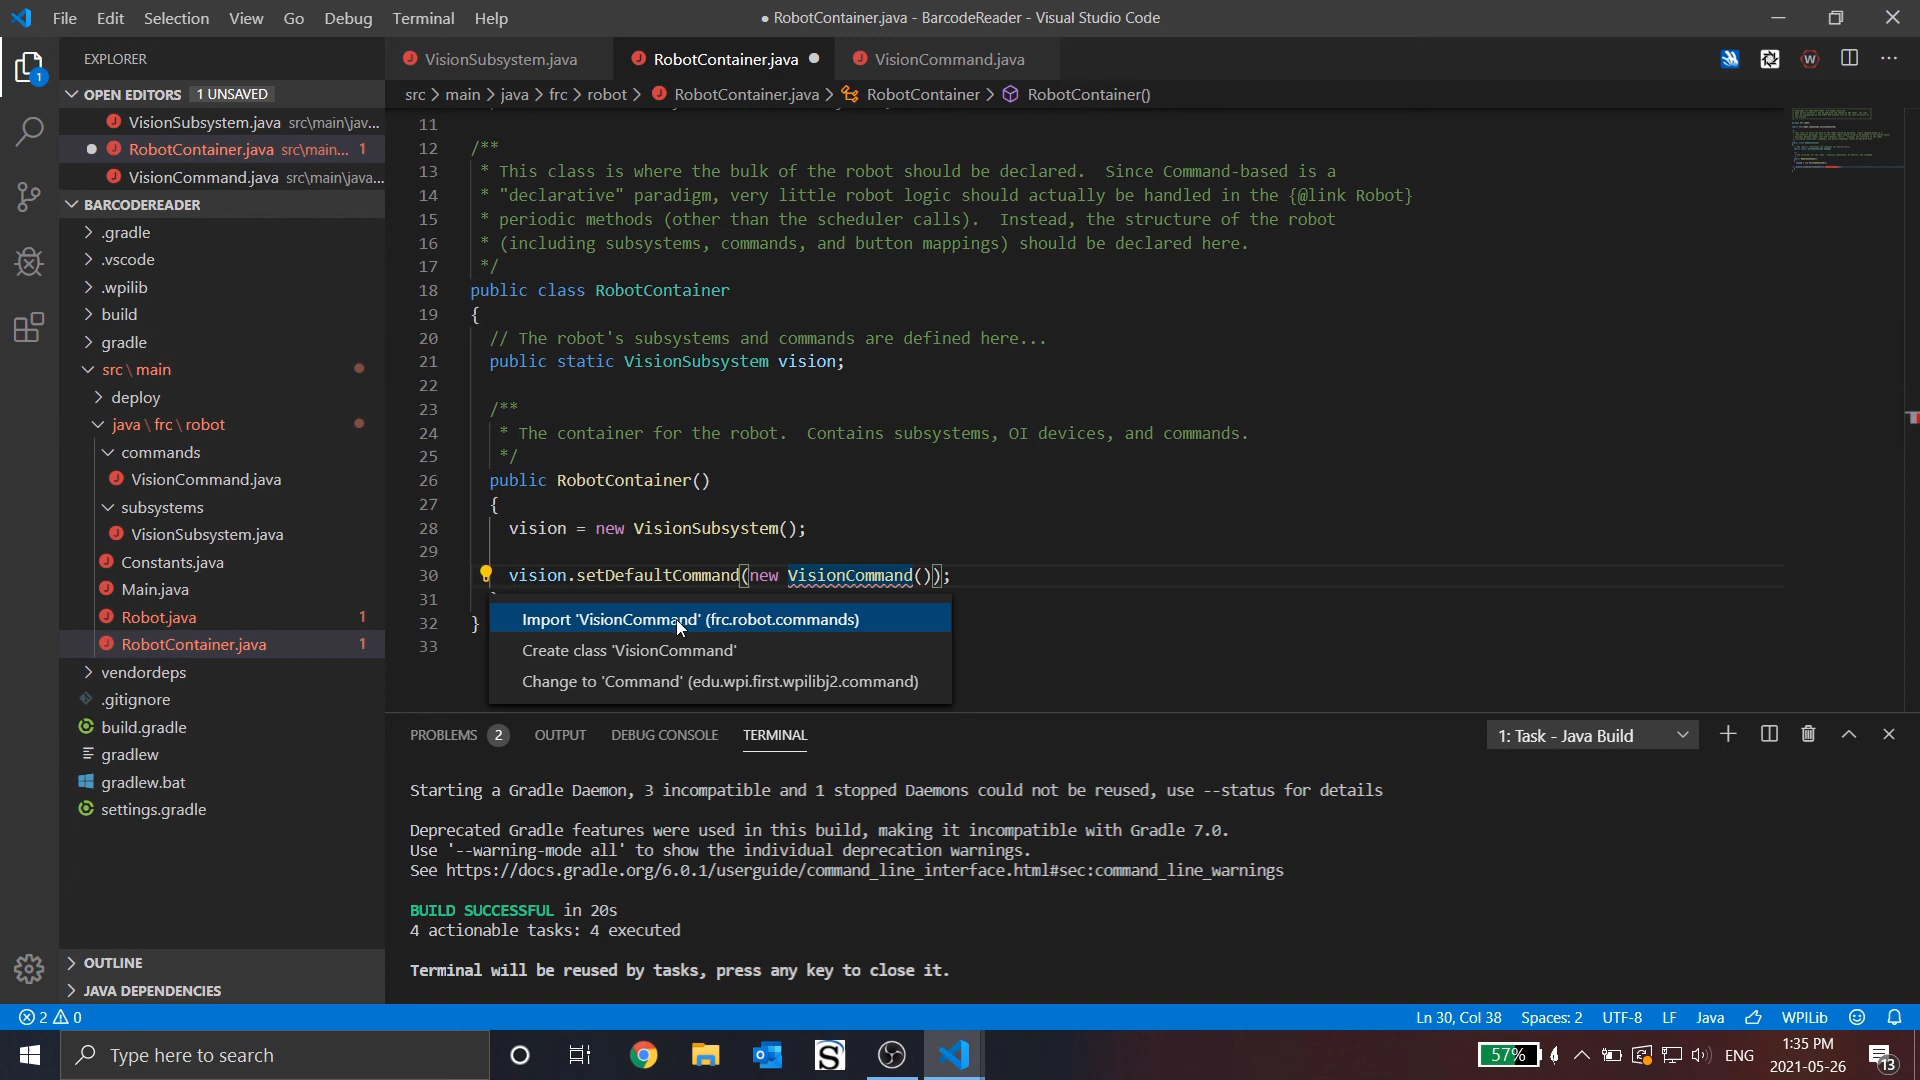 File Edit Selection View Go Debug Terminal Help
● RobotContainer.java - BarcodeReader - Visual Studio Code
EXPLORER
OPEN EDITORS 1 UNSAVED
VisionSubsystem.java src\main\jav...
RobotContainer.java src\main... 1
VisionCommand.java src\main\java...
BARCODEREADER
.gradle
.vscode
.wpilib
build
gradle
src \ main
deploy
java \ frc \ robot
commands
VisionCommand.java
subsystems
VisionSubsystem.java
Constants.java
Main.java
Robot.java 1
RobotContainer.java 1
vendordeps
.gitignore
build.gradle
gradlew
gradlew.bat
settings.gradle
OUTLINE
JAVA DEPENDENCIES
VisionSubsystem.java RobotContainer.java VisionCommand.java
src > main > java > frc > robot > RobotContainer.java > RobotContainer > RobotContainer()
11
12 /**
13 * This class is where the bulk of the robot should be declared.  Since Command-based is a
14 * "declarative" paradigm, very little robot logic should actually be handled in the {@link Robot}
15 * periodic methods (other than the scheduler calls).  Instead, the structure of the robot
16 * (including subsystems, commands, and button mappings) should be declared here.
17 */
18 public class RobotContainer
19 {
20 // The robot's subsystems and commands are defined here...
21 public static VisionSubsystem vision;
22
23 /**
24 * The container for the robot.  Contains subsystems, OI devices, and commands.
25 */
26 public RobotContainer()
27 {
28 vision = new VisionSubsystem();
29
30 vision.setDefaultCommand(new VisionCommand());
31
32 }
33
Import 'VisionCommand' (frc.robot.commands)
Create class 'VisionCommand'
Change to 'Command' (edu.wpi.first.wpilibj2.command)
PROBLEMS 2 OUTPUT DEBUG CONSOLE TERMINAL
1: Task - Java Build
Starting a Gradle Daemon, 3 incompatible and 1 stopped Daemons could not be reused, use --status for details
Deprecated Gradle features were used in this build, making it incompatible with Gradle 7.0.
Use '--warning-mode all' to show the individual deprecation warnings.
See https://docs.gradle.org/6.0.1/userguide/command_line_interface.html#sec:command_line_warnings
BUILD SUCCESSFUL in 20s
4 actionable tasks: 4 executed
Terminal will be reused by tasks, press any key to close it.
2 0
Ln 30, Col 38 Spaces: 2 UTF-8 LF Java WPILib
Type here to search
57%
ENG
1:35 PM
2021-05-26
13